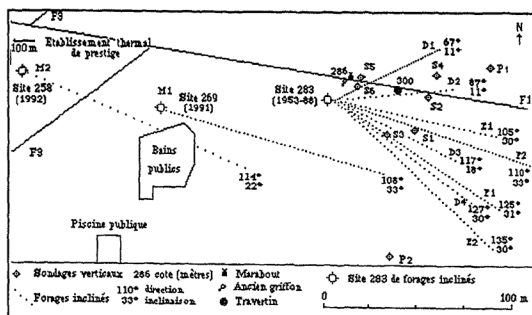 F3
Etablissement thermal
de prestige
100 m
M2
Site 258
(1992)
F3
M1
Site 269
(1991)
Bains
publics
Piscine publique
114°
22°
108°
33°
286
S5
S6
Site 283
(1953-88)
300
D1
67°
11°
S4
P1
D2
87°
11°
S2
F1
N
S3
S1
E1
105°
30°
F2
110°
33°
D3
117°
18°
F1
125°
31°
D4
127°
30°
E2
135°
30°
P2
Sondages verticaux 286 cote (mètres)
Forages inclinés 110° direction
33° inclinaison
Marabout
Ancien griffon
Travertin
Site 283 de forages inclinés
0 100 m